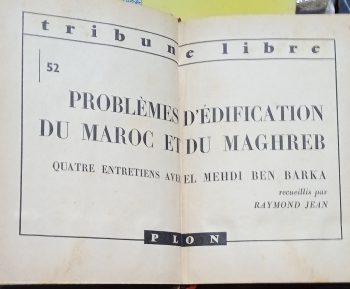 tribune libre
52
PROBLÈMES D'ÉDIFICATION
DU MAROC ET DU MAGHREB
QUATRE ENTRETIENS AVEC EL MEHDI BEN BARKA
recueillis par
RAYMOND JEAN
PLON